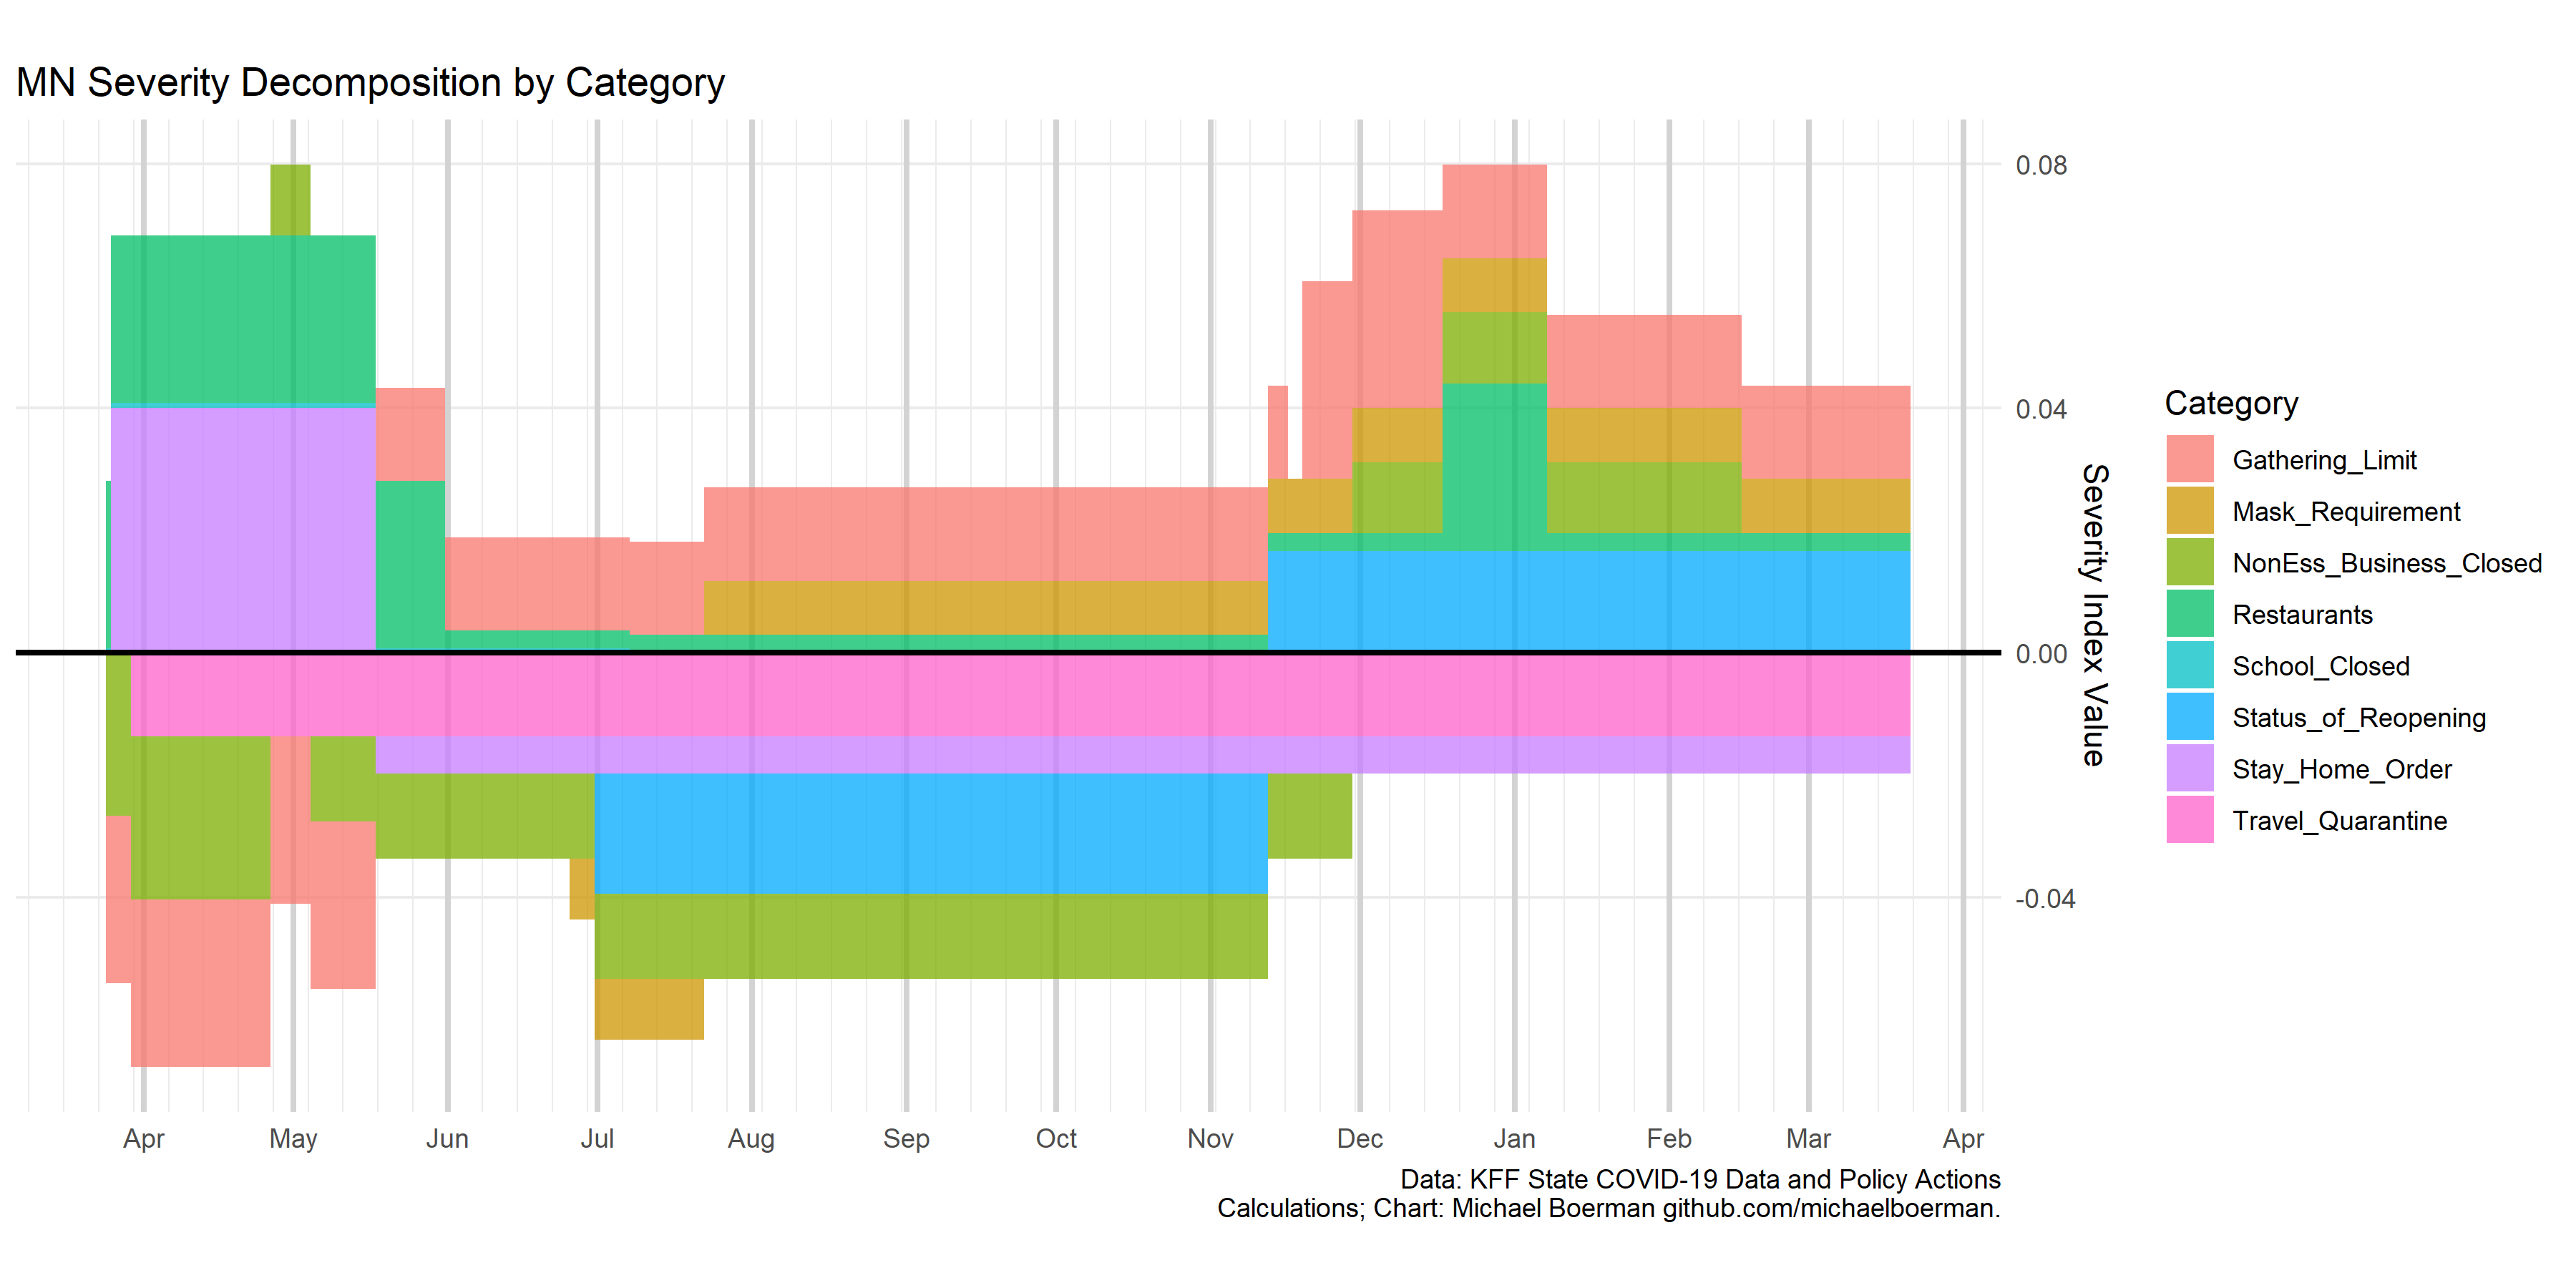 MN Severity Decomposition by Category
0.08
0.04
0.00
-0.04
Severity Index Value
Apr May Jun Jul Aug Sep Oct Nov Dec Jan Feb Mar Apr
Category
Gathering_Limit
Mask_Requirement
NonEss_Business_Closed
Restaurants
School_Closed
Status_of_Reopening
Stay_Home_Order
Travel_Quarantine
Data: KFF State COVID-19 Data and Policy Actions
Calculations; Chart: Michael Boerman github.com/michaelboerman.